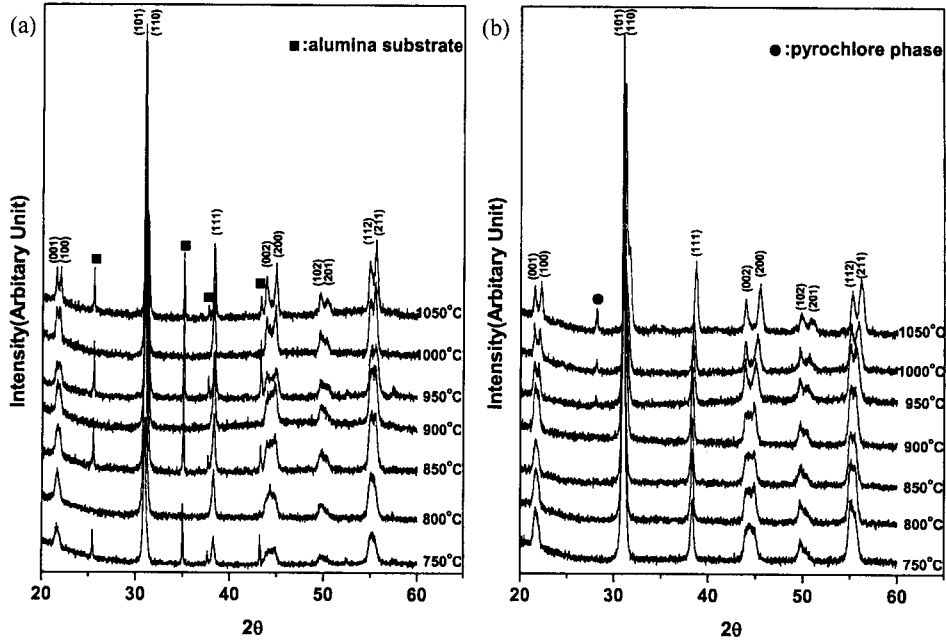 (a)
■:alumina substrate
(101)
(110)
(001)
(100)
(111)
(002)
(200)
(102)
(201)
(112)
(211)
1050°C
1000°C
950°C
900°C
850°C
800°C
750°C
Intensity(Arbitary Unit)
20 30 40 50 60
2θ
(b)
●:pyrochlore phase
(101)
(110)
(001)
(100)
(111)
(002)
(200)
(102)
(201)
(112)
(211)
1050°C
1000°C
950°C
900°C
850°C
800°C
750°C
Intensity(Arbitary Unit)
20 30 40 50 60
2θ